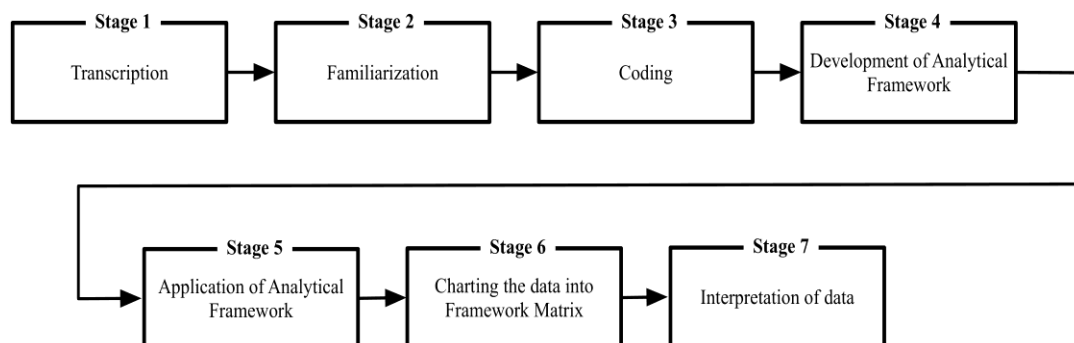 Stage 1
Transcription
Stage 2
Familiarization
Stage 3
Coding
Stage 4
Development of Analytical
Framework
Stage 5
Application of Analytical
Framework
Stage 6
Charting the data into
Framework Matrix
Stage 7
Interpretation of data